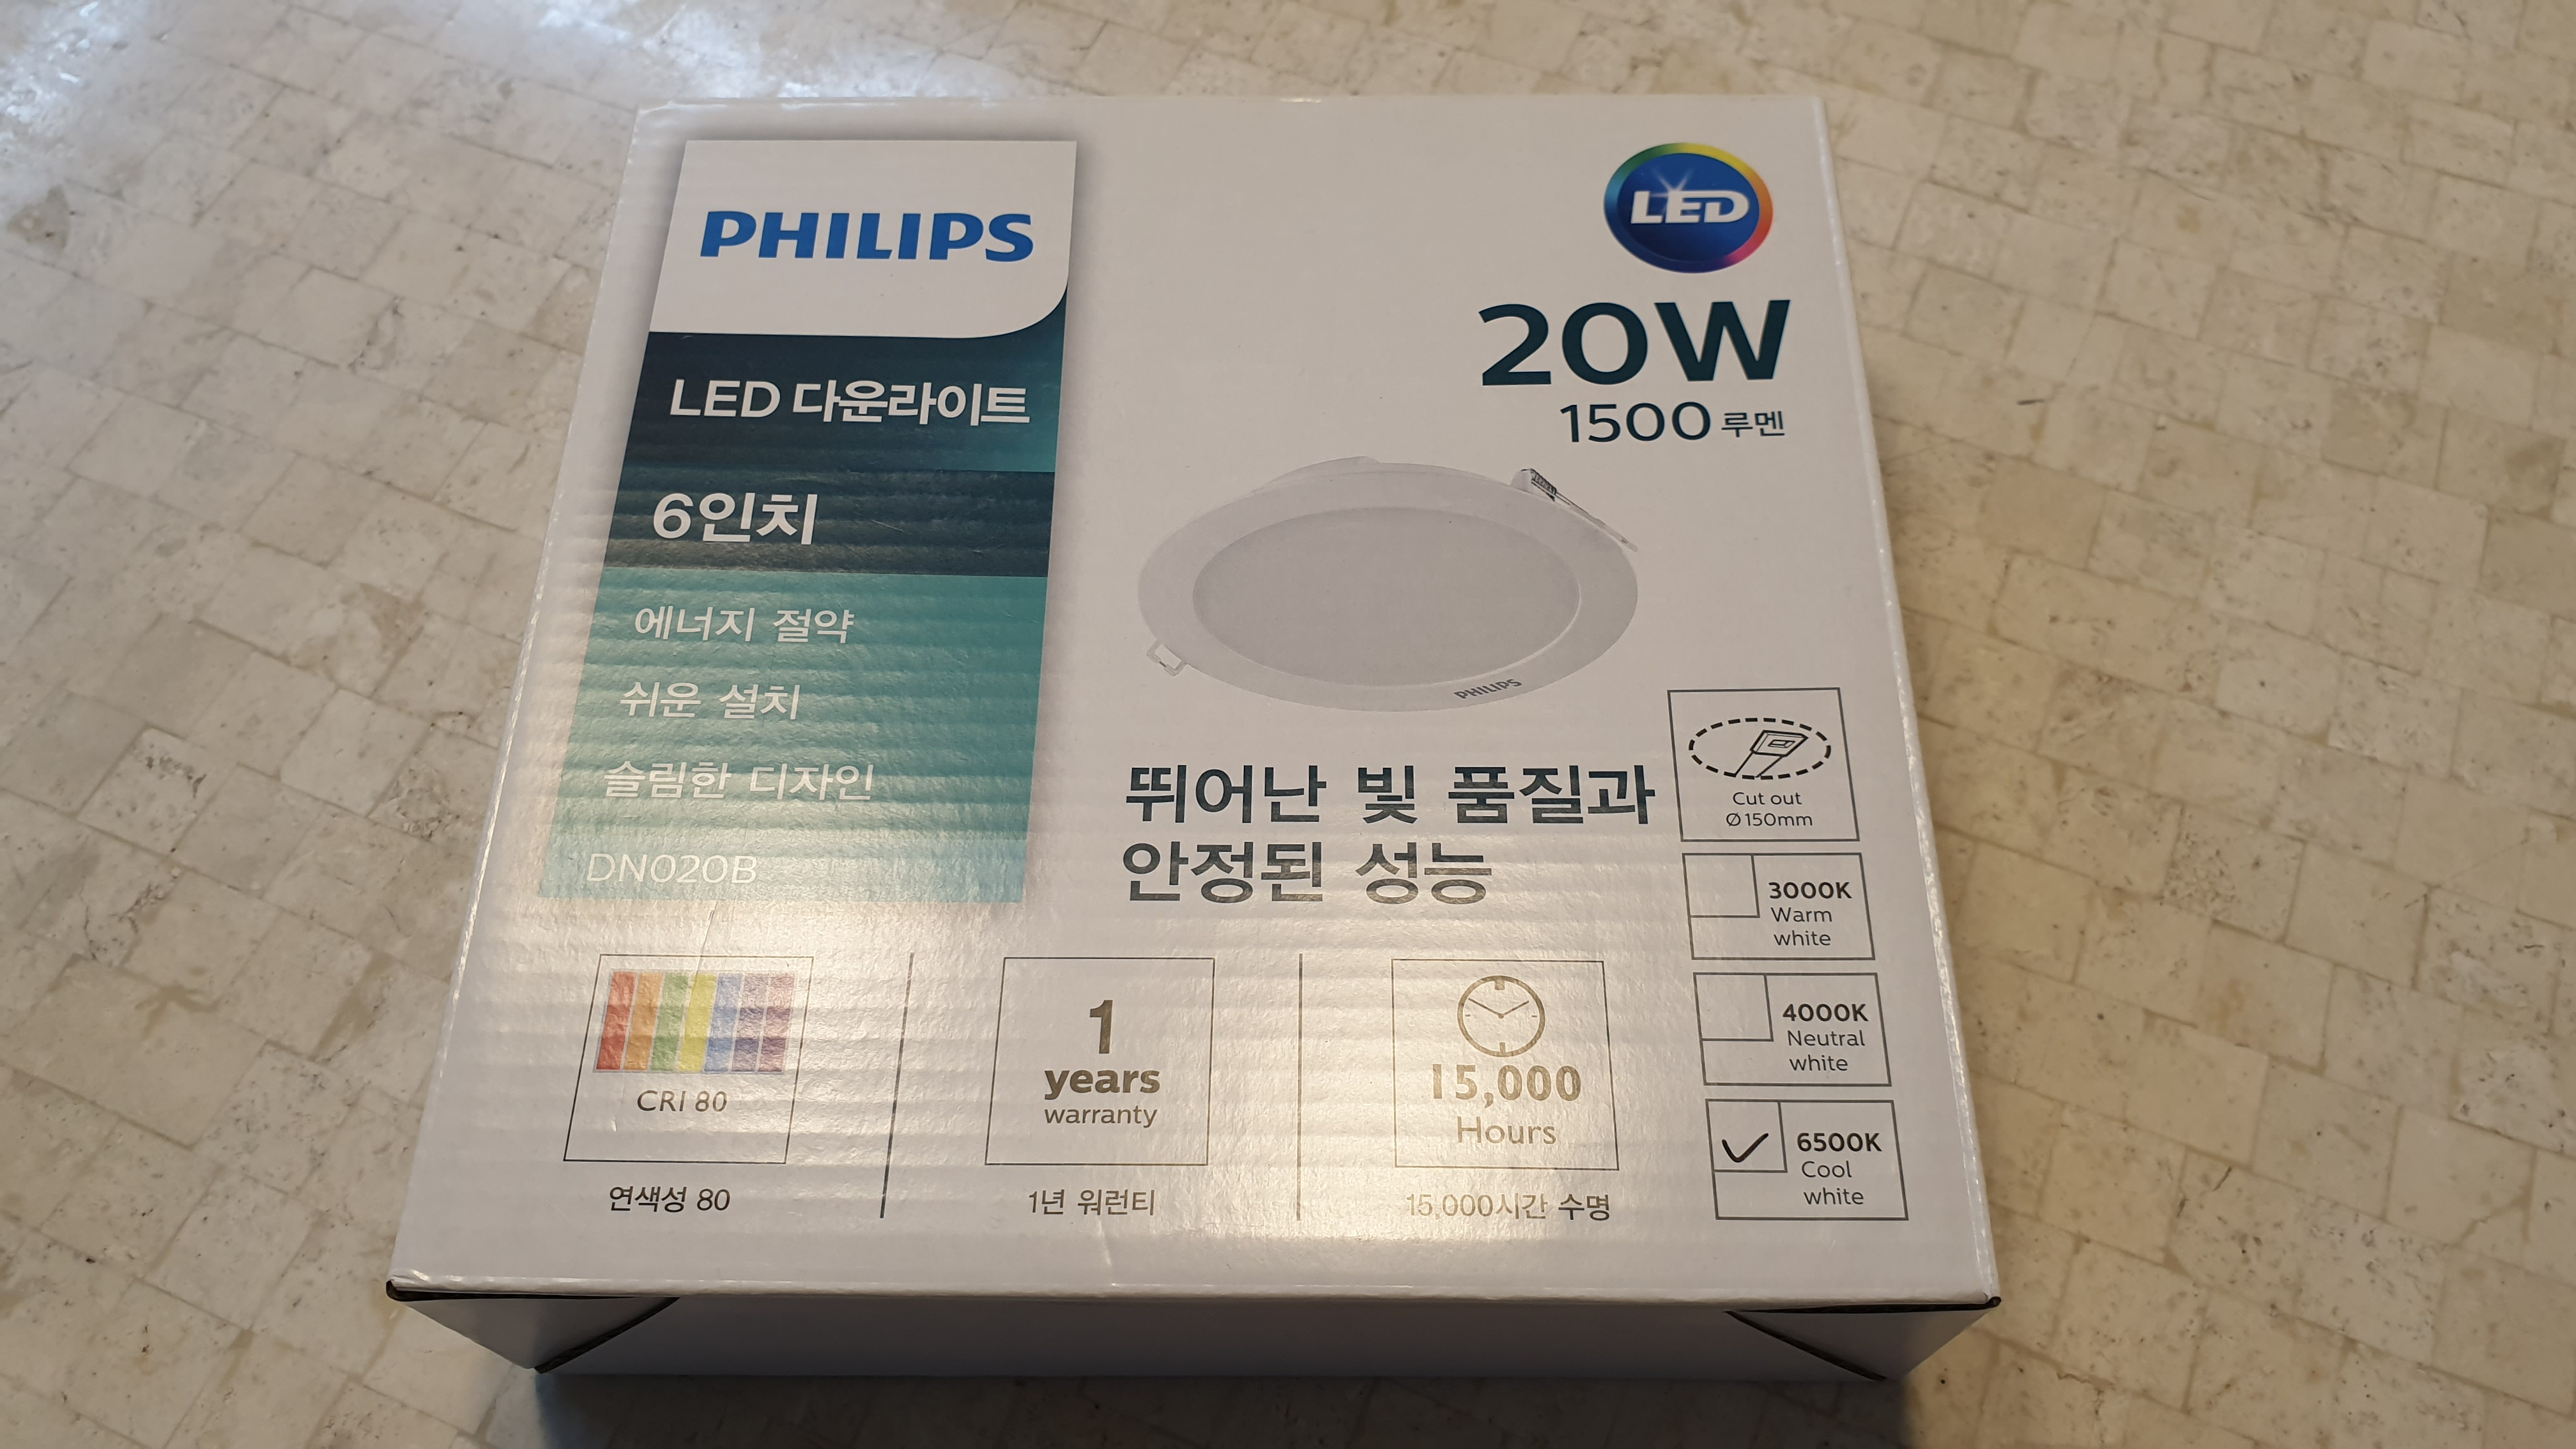 PHILIPS
LED 다운라이트
6인치
에너지 절약
쉬운 설치
슬림한 디자인
DN020B
LED
20W
1500 루멘
PHILIPS
뛰어난 빛 품질과
안정된 성능
Cut out
Ø 150mm
3000K
Warm
white
4000K
Neutral
white
6500K
Cool
white
CRI 80
연색성 80
1
years
warranty
1년 워런티
15,000
Hours
15,000시간 수명